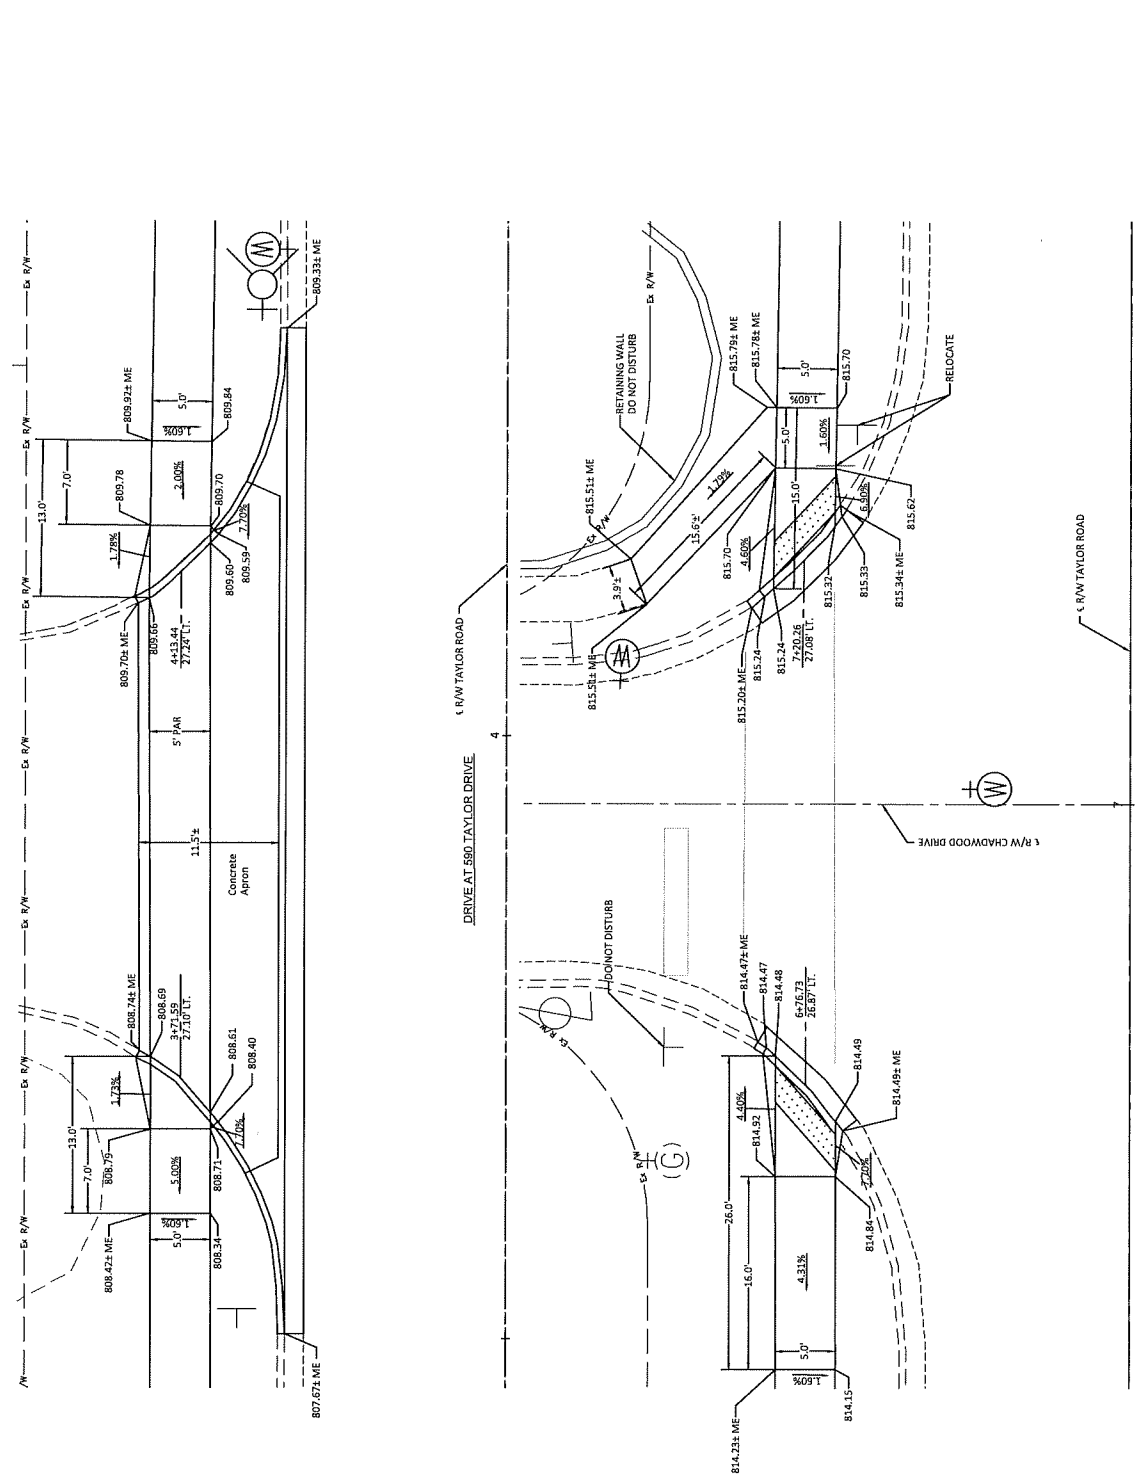 Ex R/W
Ex R/W
Ex R/W
Ex R/W
Ex R/W
/W
809.92± ME
13.0'
7.0'
5.0'
1.60%
809.84
809.78
2.00%
1.78%
809.70
7.70%
809.59
809.60
809.66
809.70± ME
4+13.44
27.24' LT.
809.33± ME
W
5' PAR
11.5'±
Concrete
Apron
808.74± ME
808.69
3+71.59
27.10' LT.
808.61
808.40
7.70%
1.73%
13.0'
7.0'
808.79
5.00%
808.71
1.60%
5.0'
808.42± ME
808.34
807.67± ME
DRIVE AT 590 TAYLOR DRIVE
4
℄ R/W TAYLOR ROAD
Ex R/W
RETAINING WALL
DO NOT DISTURB
815.79± ME
815.78± ME
5.0'
1.60%
815.70
RELOCATE
815.51± ME
Ex R/W
1.79%
15.6'±
5.0'
1.60%
15.0'
815.70
4.60%
6.90%
815.62
3.9'±
815.32
815.33
815.34± ME
815.51± ME
W
815.24
815.24
815.20± ME
7+20.26
27.08' LT.
℄ R/W TAYLOR ROAD
W
7
℄ R/W CHADWOOD DRIVE
DO NOT DISTURB
814.47± ME
814.47
814.48
6+76.73
26.87' LT.
Ex R/W
814.49
814.49± ME
4.40%
814.92
7.70%
814.84
Ex R/W
(G)
26.0'
16.0'
4.31%
5.0'
1.60%
814.23± ME
814.15